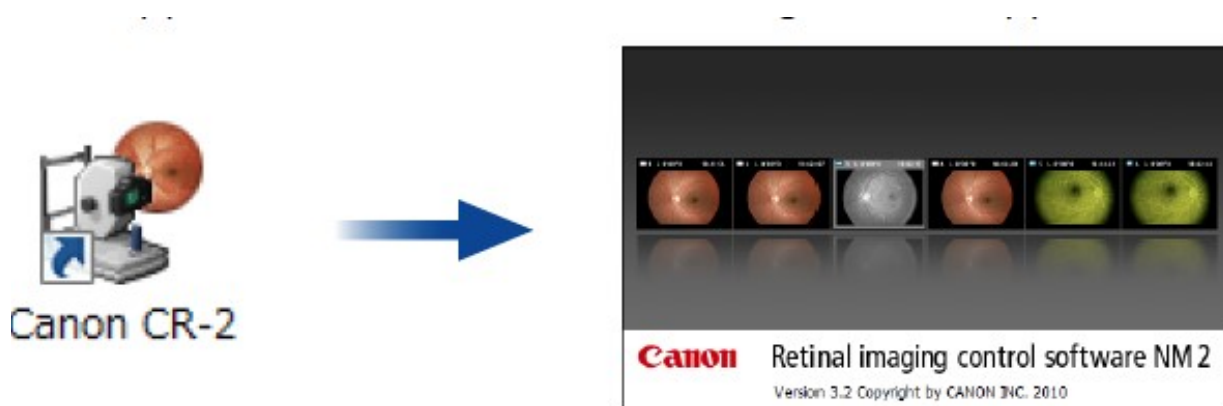 Canon CR-2
Canon Retinal imaging control software NM 2
Version 3.2 Copyright by CANON INC. 2010